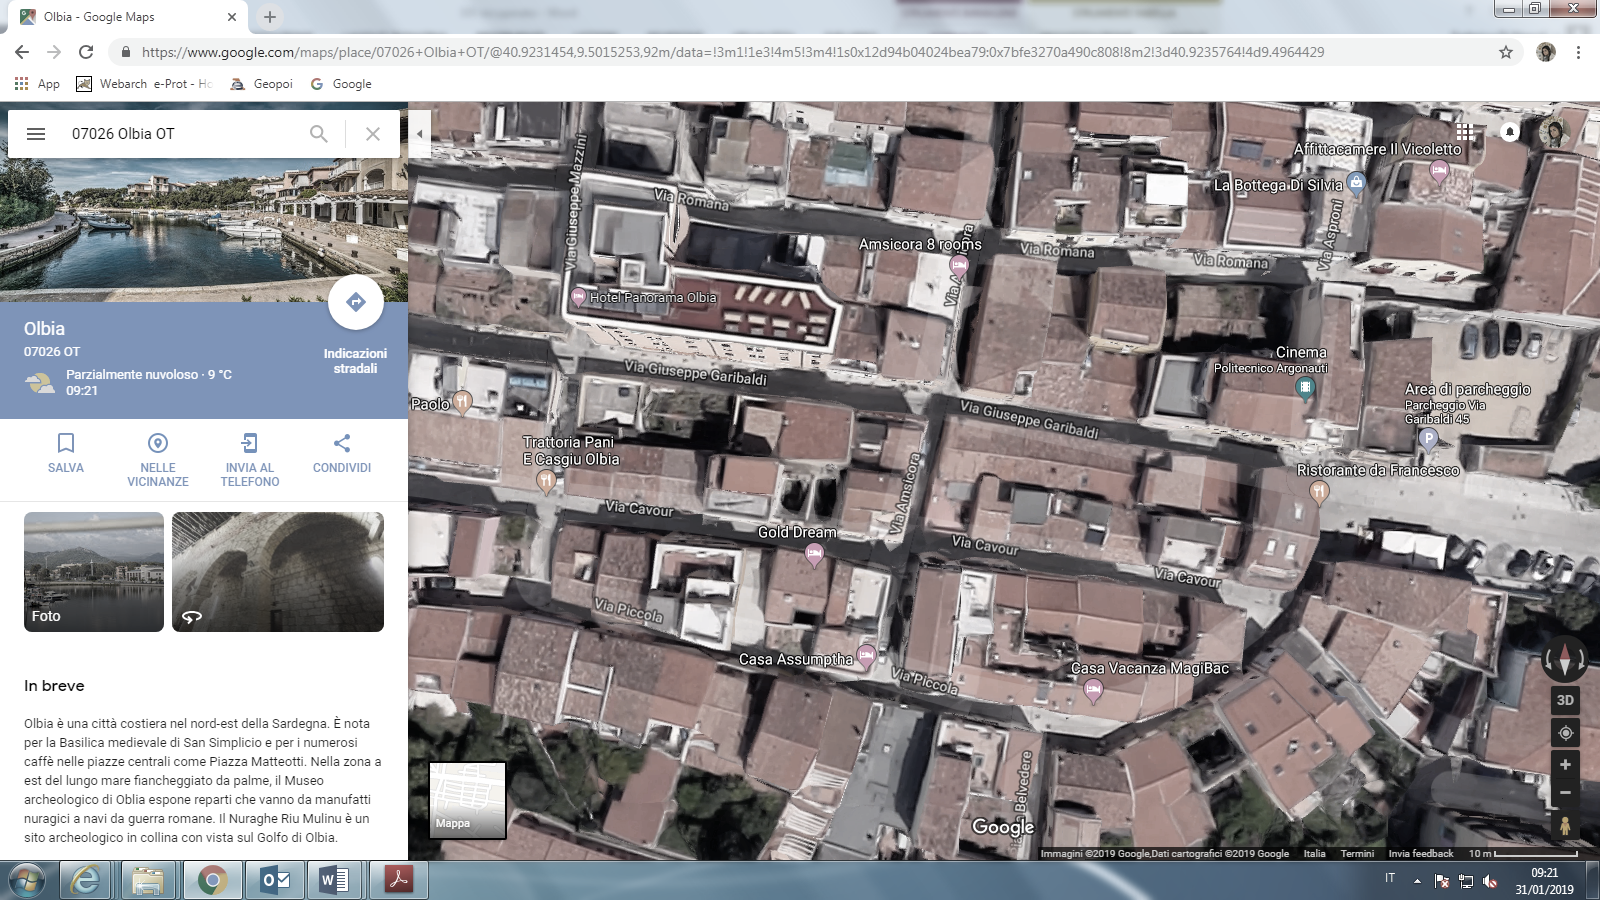 Olbia - Google Maps
https://www.google.com/maps/place/07026+Olbia+OT/@40.9231454,9.5015253,92m/data=!3m1!1e3!4m5!3m4!1s0x12d94b04024bea79:0x7bfe3270a490c808!8m2!3d40.9235764!4d9.4964429
App
Webarch e-Prot - Ho
Geopoi
Google
07026 Olbia OT
Olbia
07026 OT
Parzialmente nuvoloso · 9 °C
09:21
Indicazioni
stradali
SALVA
NELLE
VICINANZE
INVIA AL
TELEFONO
CONDIVIDI
Foto
In breve
Olbia è una città costiera nel nord-est della Sardegna. È nota
per la Basilica medievale di San Simplicio e per i numerosi
caffè nelle piazze centrali come Piazza Matteotti. Nella zona a
est del lungo mare fiancheggiato da palme, il Museo
archeologico di Oblia espone reparti che vanno da manufatti
nuragici a navi da guerra romane. Il Nuraghe Riu Mulinu è un
sito archeologico in collina con vista sul Golfo di Olbia.
Via Giuseppe Mazzini
Via Romana
Affittacamere Il Vicoletto
La Bottega Di Silvia
Via Asproni
Amsicora 8 rooms
Via Romana
Via Romana
Hotel Panorama Olbia
Via Giuseppe Garibaldi
Cinema
Politecnico Argonauti
Area di parcheggio
Parcheggio Via
Garibaldi 45
Paolo
Via Giuseppe Garibaldi
Trattoria Pani
E Casgiu Olbia
Ristorante da Francesco
Via Amsicora
Via Cavour
Gold Dream
Via Cavour
Via Cavour
Via Piccola
Casa Assumptha
Via Piccola
Casa Vacanza MagiBac
Belvedere
3D
Mappa
Google
Immagini ©2019 Google,Dati cartografici ©2019 Google
Italia
Termini
Invia feedback
10 m
IT
09:21
31/01/2019